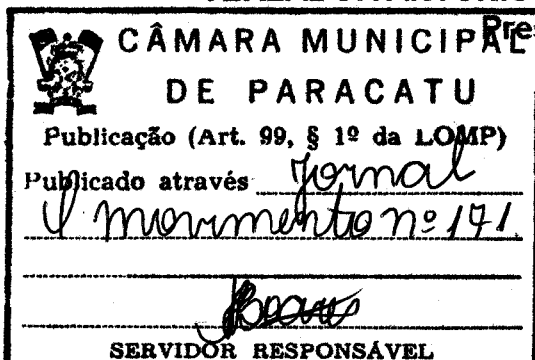 CÂMARA MUNICIPAL
DE PARACATU
Publicação (Art. 99, § 1º da LOMP)
Publicado através Jornal
O movimento nº 171
SERVIDOR RESPONSÁVEL